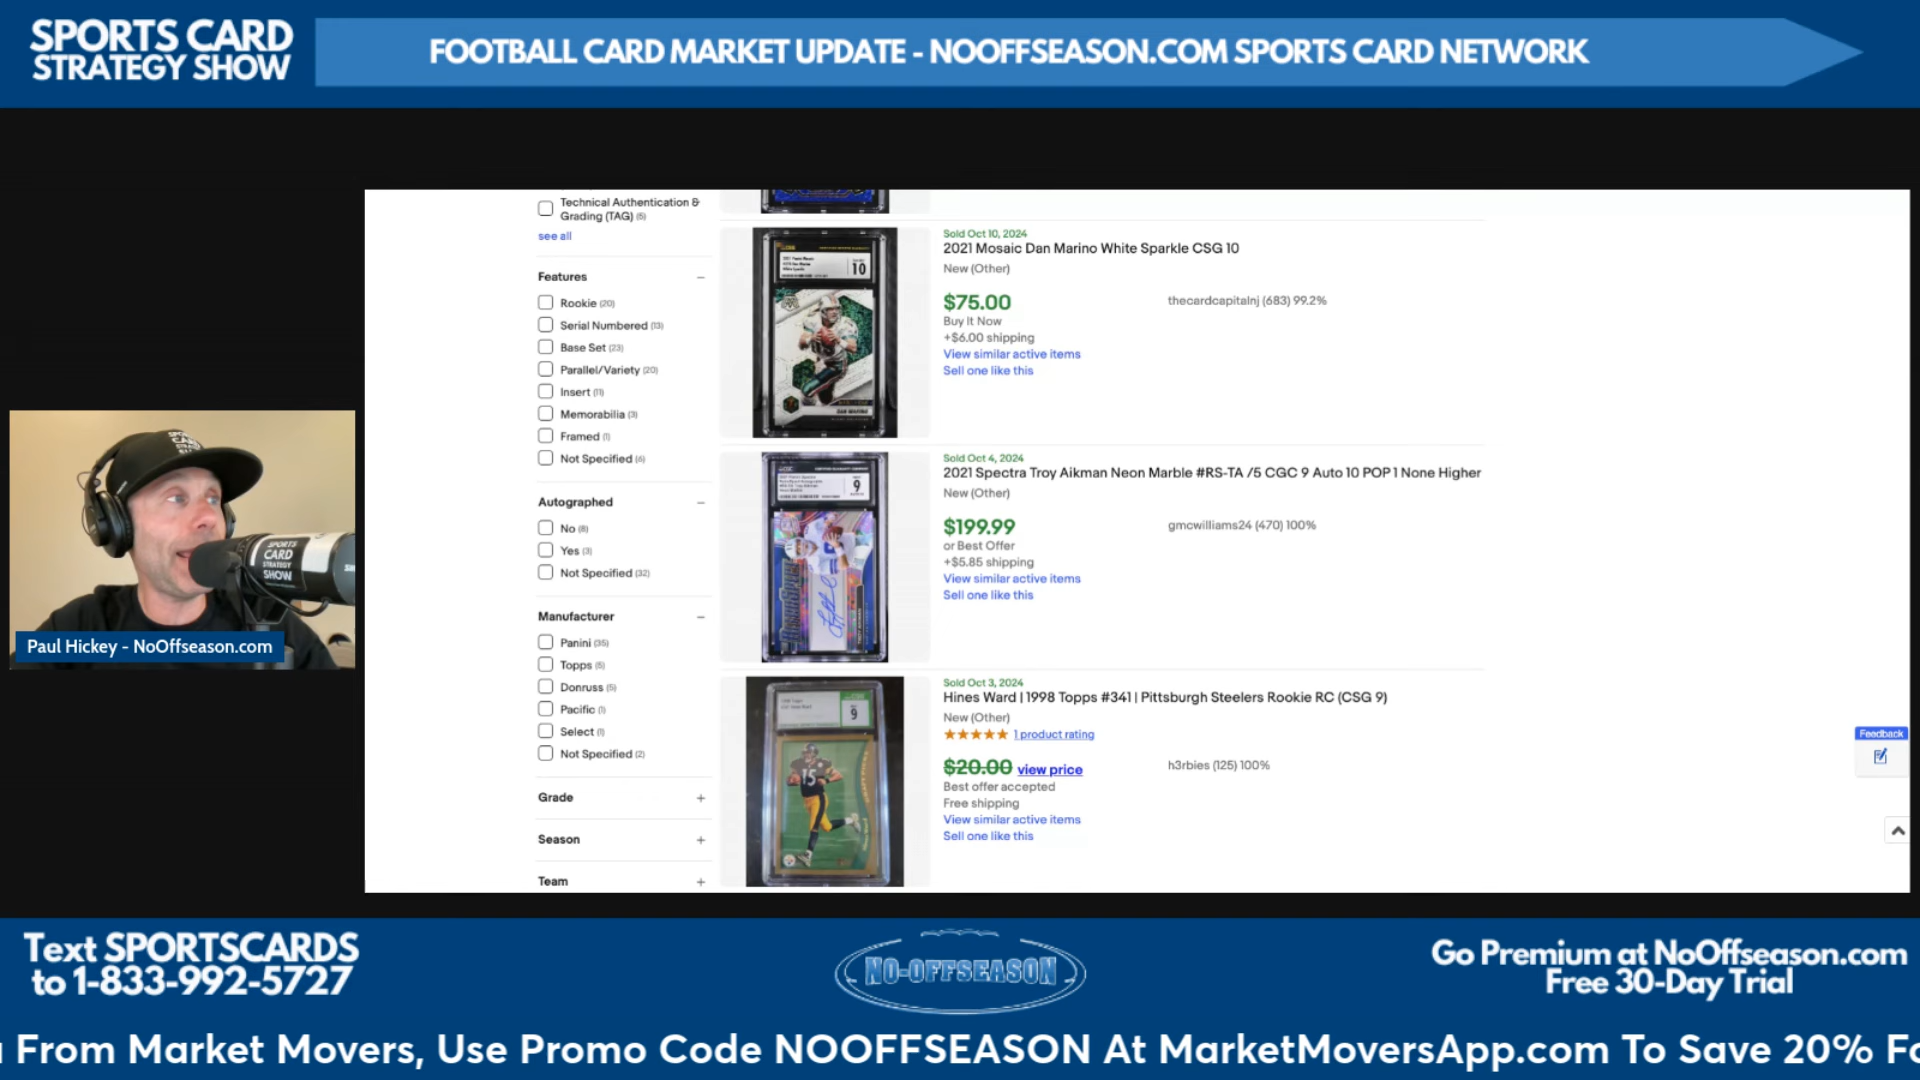 SPORTS CARD
STRATEGY SHOW
FOOTBALL CARD MARKET UPDATE - NOOFFSEASON.COM SPORTS CARD NETWORK
Technical Authentication &
Grading (TAG) (5)
see all
Features
Rookie (20)
Serial Numbered (13)
Base Set (23)
Parallel/Variety (20)
Insert (11)
Memorabilia (3)
Framed (1)
Not Specified (6)
Autographed
No (8)
Yes (3)
Not Specified (32)
Manufacturer
Panini (35)
Topps (5)
Donruss (5)
Pacific (1)
Select (1)
Not Specified (2)
Grade
Season
Team
10
Sold Oct 10, 2024
2021 Mosaic Dan Marino White Sparkle CSG 10
New (Other)
$75.00
thecardcapitalnj (683) 99.2%
Buy It Now
+$6.00 shipping
View similar active items
Sell one like this
9
Sold Oct 4, 2024
2021 Spectra Troy Aikman Neon Marble #RS-TA /5 CGC 9 Auto 10 POP 1 None Higher
New (Other)
$199.99
gmcwilliams24 (470) 100%
or Best Offer
+$5.85 shipping
View similar active items
Sell one like this
9
Sold Oct 3, 2024
Hines Ward | 1998 Topps #341 | Pittsburgh Steelers Rookie RC (CSG 9)
New (Other)
1 product rating
$20.00 view price
h3rbies (125) 100%
Best offer accepted
Free shipping
View similar active items
Sell one like this
Feedback
SPORTS
CARD
STRATEGY
SHOW
Paul Hickey - NoOffseason.com
Text SPORTSCARDS
to 1-833-992-5727
NO-OFFSEASON
Go Premium at NoOffseason.com
Free 30-Day Trial
From Market Movers, Use Promo Code NOOFFSEASON At MarketMoversApp.com To Save 20%